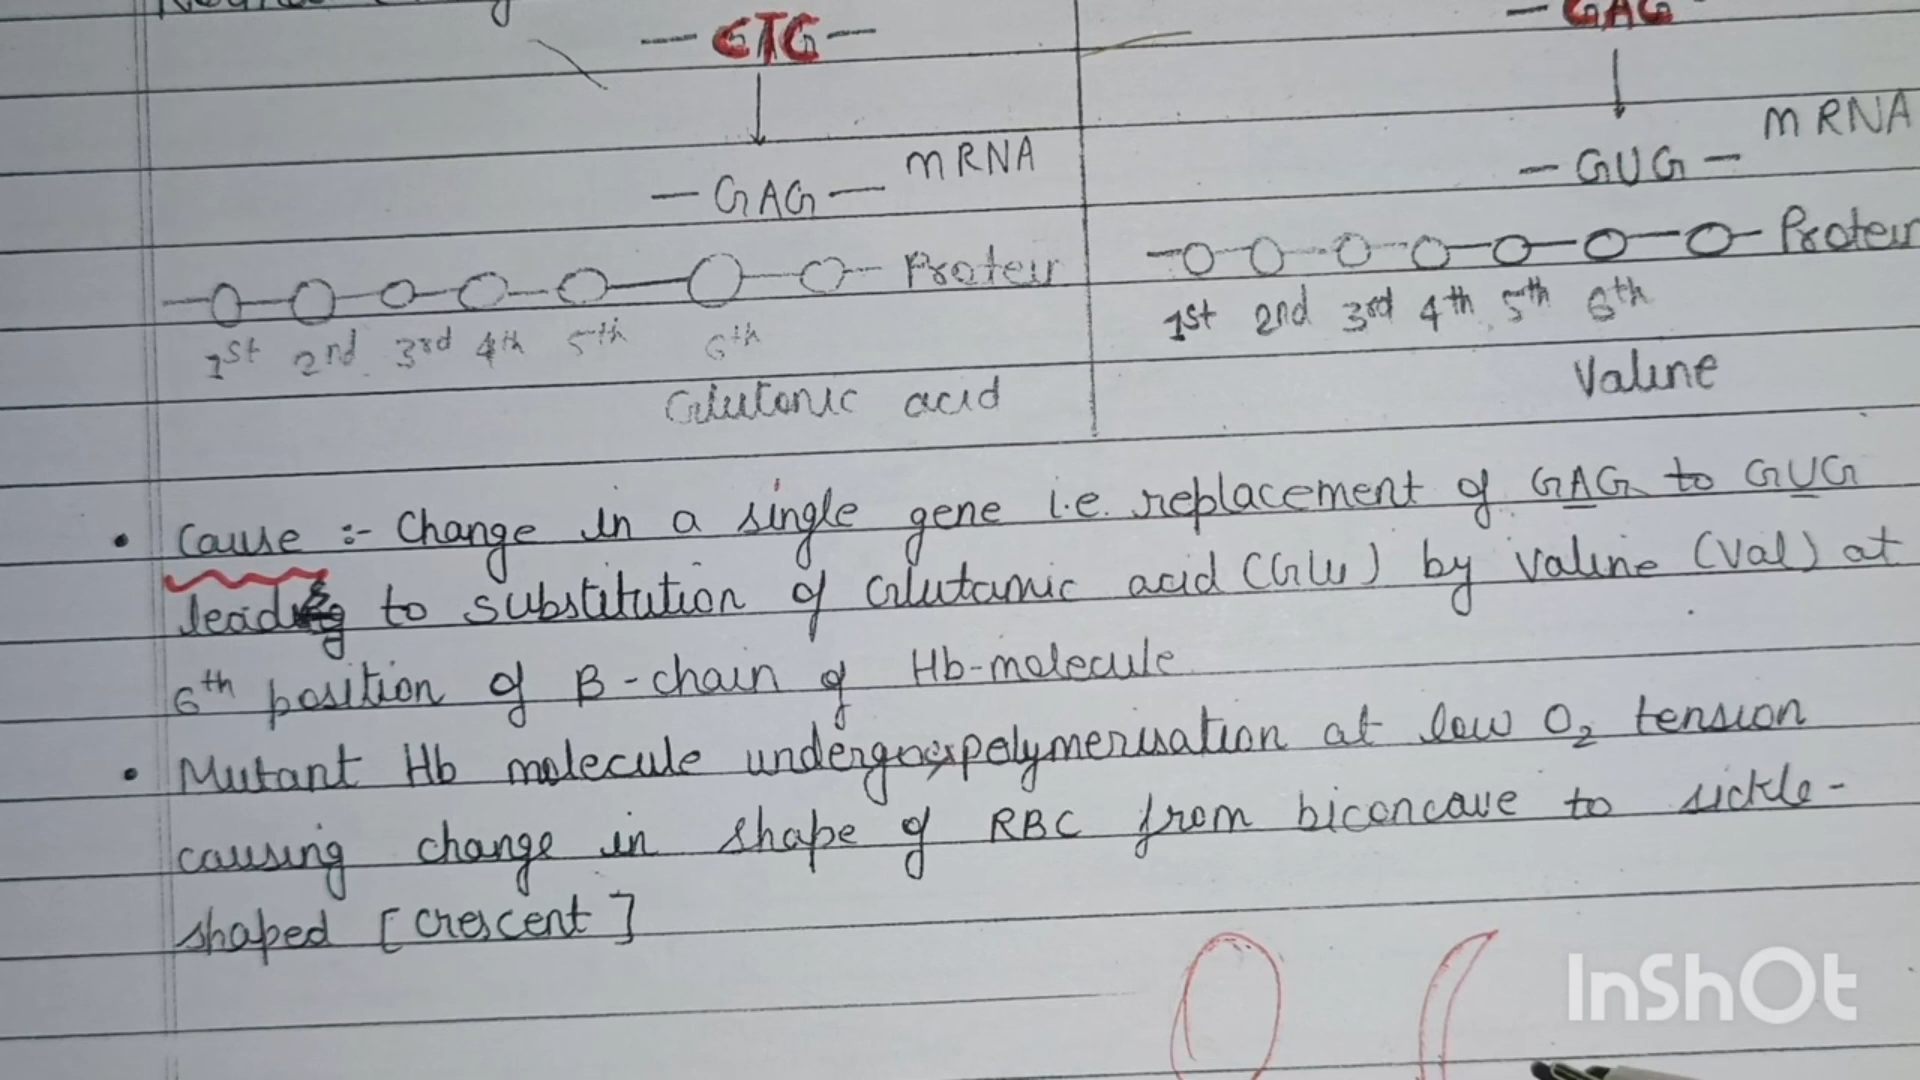 - GTG -
- GAG -
- GAG - mRNA
- GUG - mRNA
Protein
1st 2nd 3rd 4th 5th 6th
Glutamic acid
Protein
1st 2nd 3rd 4th 5th 6th
Valine
• Cause :- Change in a single gene i.e. replacement of GAG to GUG
leading to substitution of Glutamic acid (Glu) by Valine (Val) at
6th position of B-chain of Hb-molecule
• Mutant Hb molecule undergoes polymerisation at low O2 tension
causing change in shape of RBC from biconcave to sickle-
shaped [crescent]
InShOt